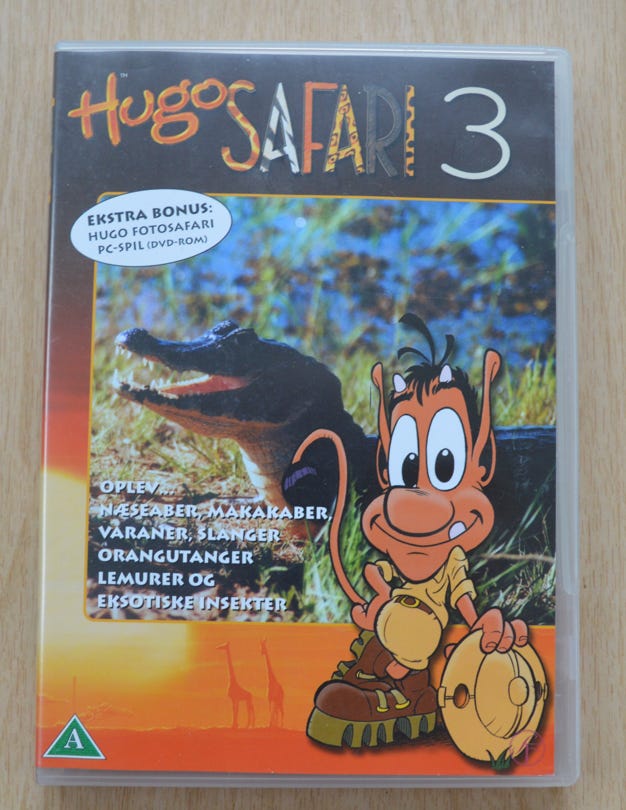 Hugo SAFARI 3
™
EKSTRA BONUS:
HUGO FOTOSAFARI
PC-SPIL (DVD-ROM)
OPLEV...
NÆSEABER, MAKAKABER,
VARANER, SLANGER
ORANGUTANGER
LEMURER OG
EKSOTISKE INSEKTER
A